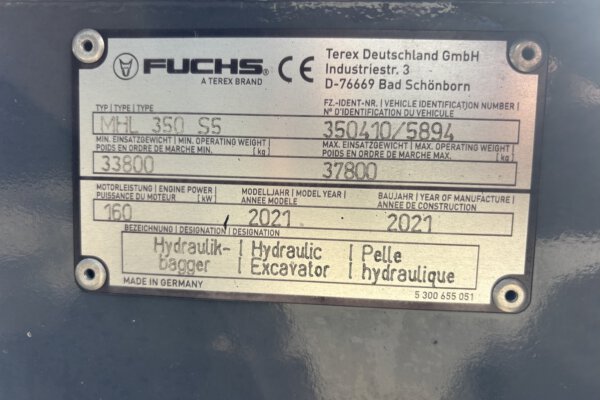 FUCHS®
A TEREX BRAND
CE
Terex Deutschland GmbH
Industriestr. 3
D-76669 Bad Schönborn
TYP | TYPE | TYPE
MHL 350 S5
FZ.-IDENT-NR. | VEHICLE IDENTIFICATION NUMBER |
N° D'IDENTIFICATION DU VÉHICULE
350410/5894
MIN. EINSATZGEWICHT | MIN. OPERATING WEIGHT |
POIDS EN ORDRE DE MARCHE MIN. [kg]
33800
MAX. EINSATZGEWICHT | MAX. OPERATING WEIGHT |
POIDS EN ORDRE DE MARCHE MAX. [kg]
37800
MOTORLEISTUNG | ENGINE POWER |
PUISSANCE DU MOTEUR [kW]
160
MODELLJAHR | MODEL YEAR |
ANNÉE MODELE
2021
BAUJAHR | YEAR OF MANUFACTURE |
ANNÉE DE CONSTRUCTION
2021
BEZEICHNUNG | DESIGNATION | DESIGNATION
Hydraulik- | Hydraulic | Pelle
bagger | Excavator | hydraulique
MADE IN GERMANY
5 300 655 051